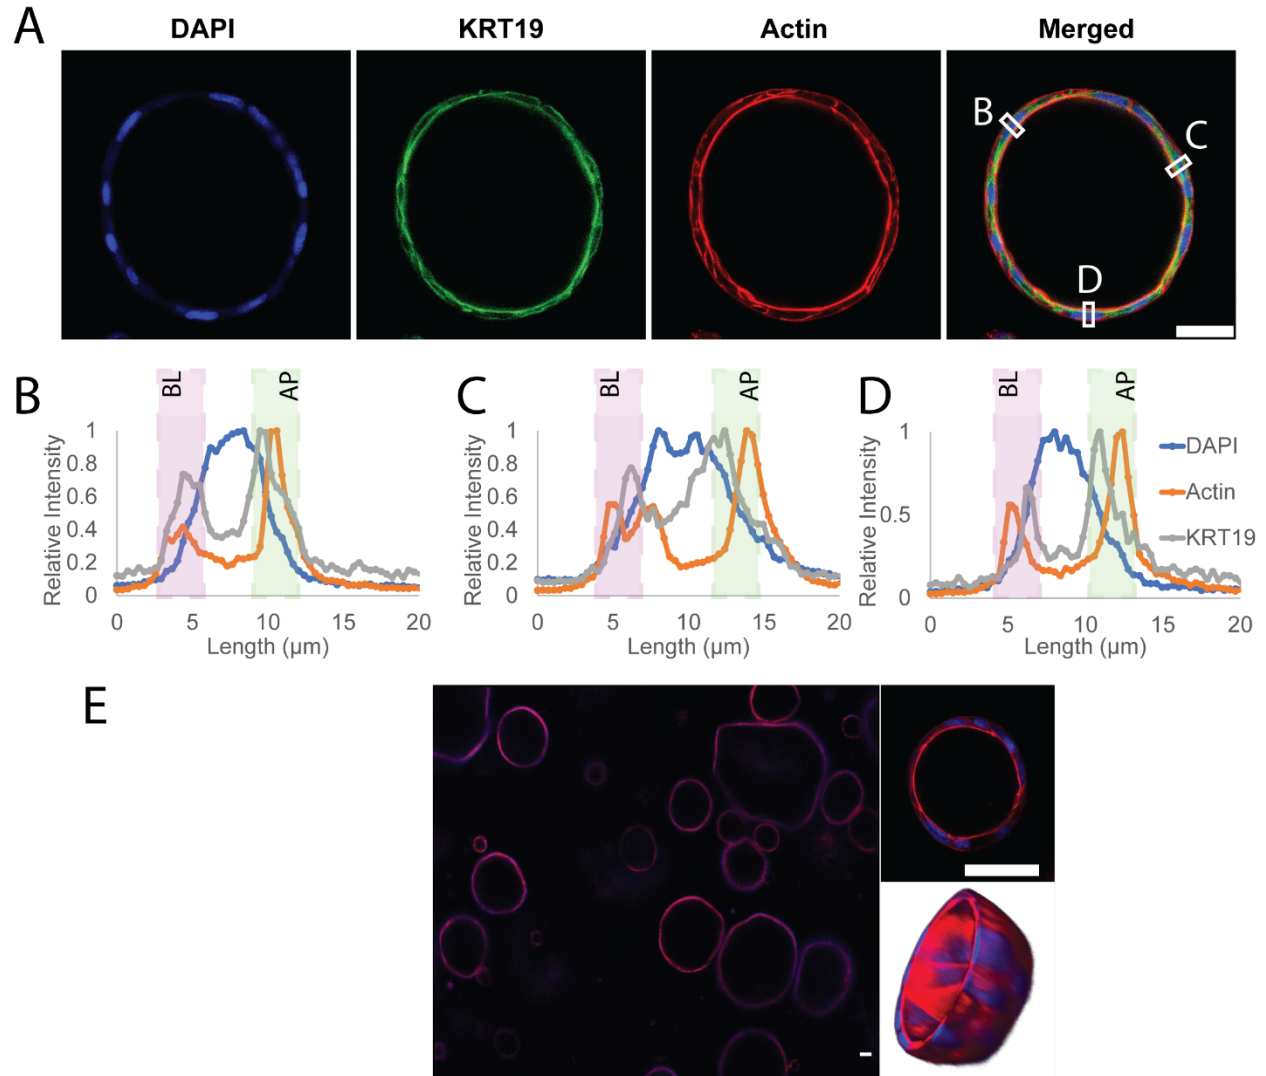 A
DAPI
KRT19
Actin
Merged
B
C
D
B
BL
AP
Relative Intensity
1
0.8
0.6
0.4
0.2
0
0 5 10 15 20
Length (µm)
C
BL
AP
Relative Intensity
1
0.8
0.6
0.4
0.2
0
0 5 10 15 20
Length (µm)
D
BL
AP
Relative Intensity
1
0.5
0
0 5 10 15 20
Length (µm)
DAPI
Actin
KRT19
E